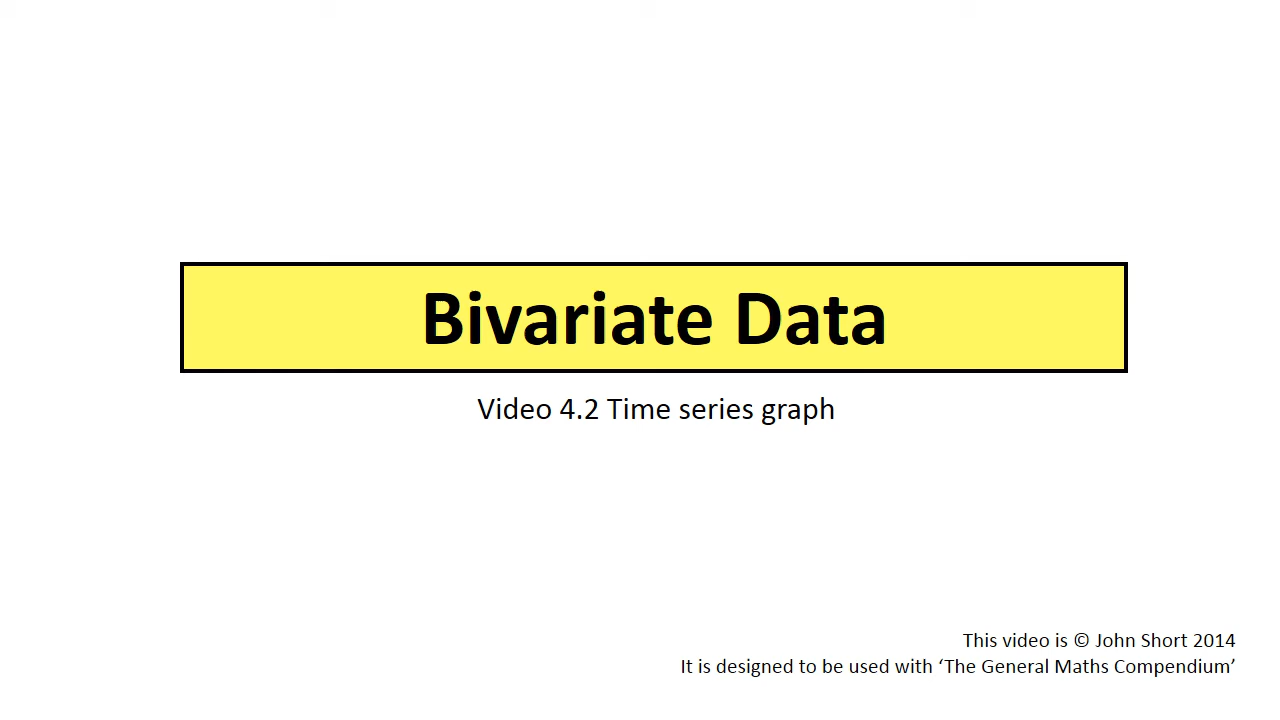 Bivariate Data
Video 4.2 Time series graph
This video is © John Short 2014
It is designed to be used with ‘The General Maths Compendium’